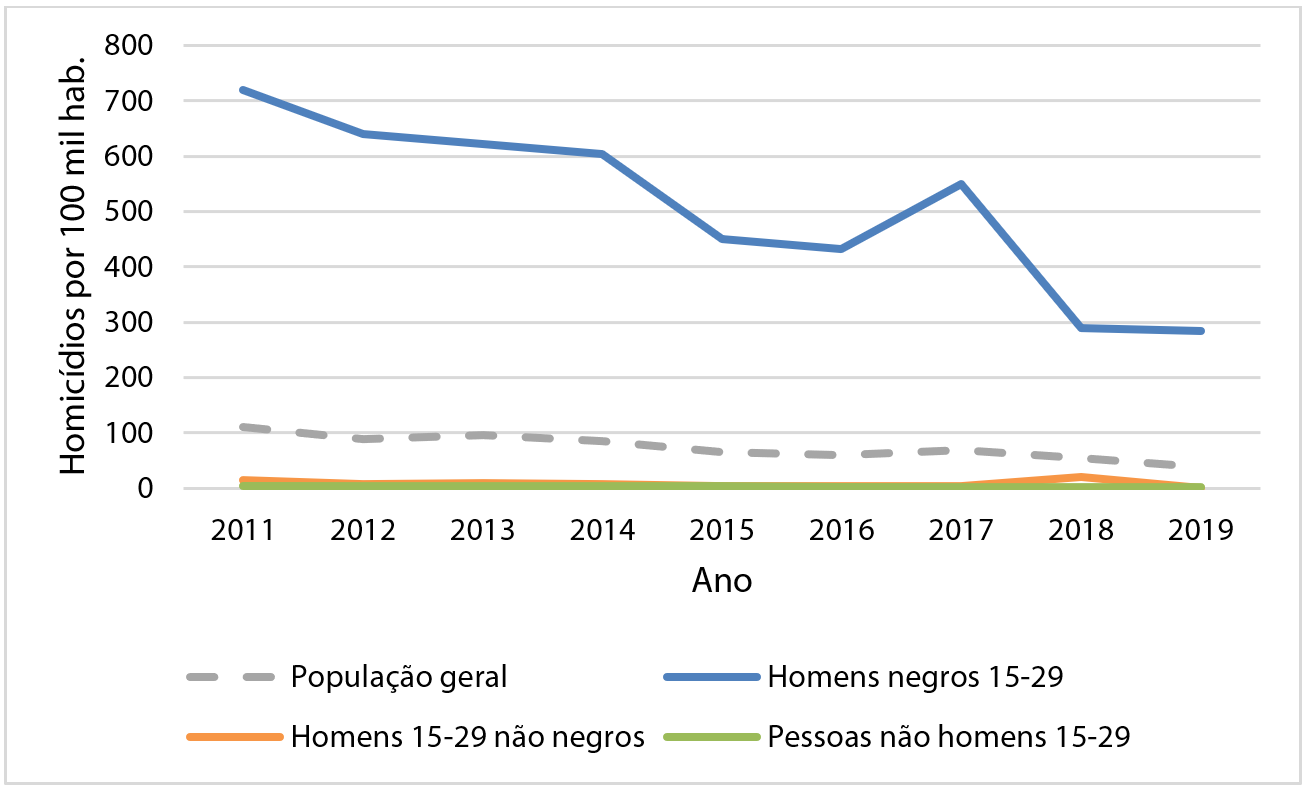 Homicídios por 100 mil hab.
800
700
600
500
400
300
200
100
0
2011 2012 2013 2014 2015 2016 2017 2018 2019
Ano
População geral
Homens negros 15-29
Homens 15-29 não negros
Pessoas não homens 15-29